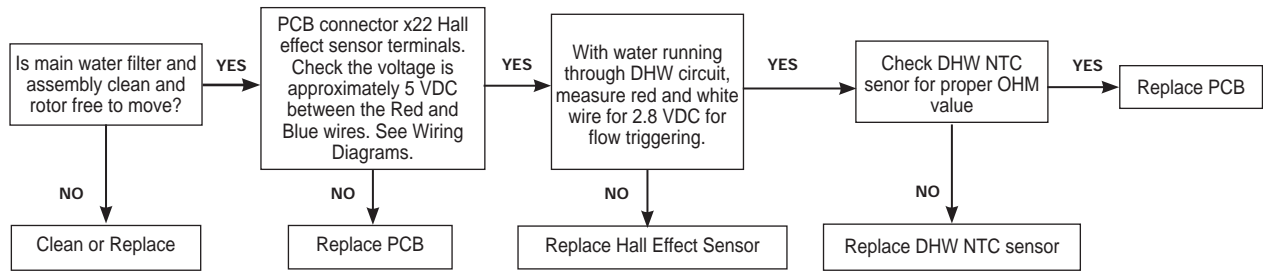 Is main water filter and
assembly clean and
rotor free to move?
YES
NO
Clean or Replace
PCB connector x22 Hall
effect sensor terminals.
Check the voltage is
approximately 5 VDC
between the Red and
Blue wires. See Wiring
Diagrams.
YES
NO
Replace PCB
With water running
through DHW circuit,
measure red and white
wire for 2.8 VDC for
flow triggering.
YES
NO
Replace Hall Effect Sensor
Check DHW NTC
senor for proper OHM
value
YES
NO
Replace DHW NTC sensor
Replace PCB